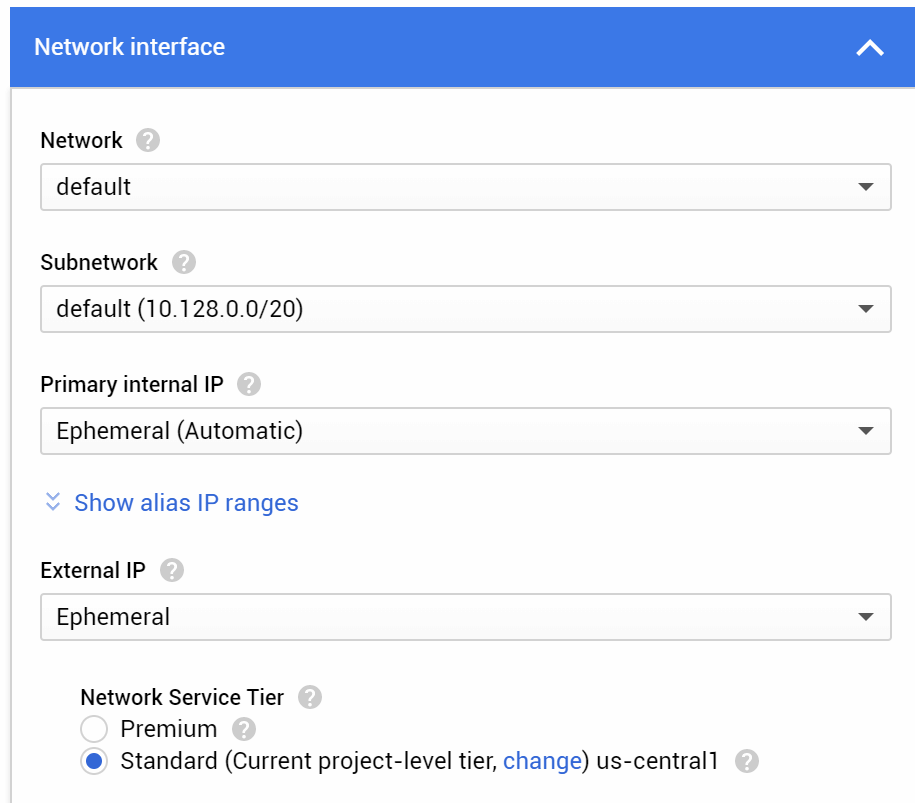 Network interface
Network ?
default
Subnetwork ?
default (10.128.0.0/20)
Primary internal IP ?
Ephemeral (Automatic)
Show alias IP ranges
External IP ?
Ephemeral
Network Service Tier ?
Premium ?
Standard (Current project-level tier, change) us-central1 ?